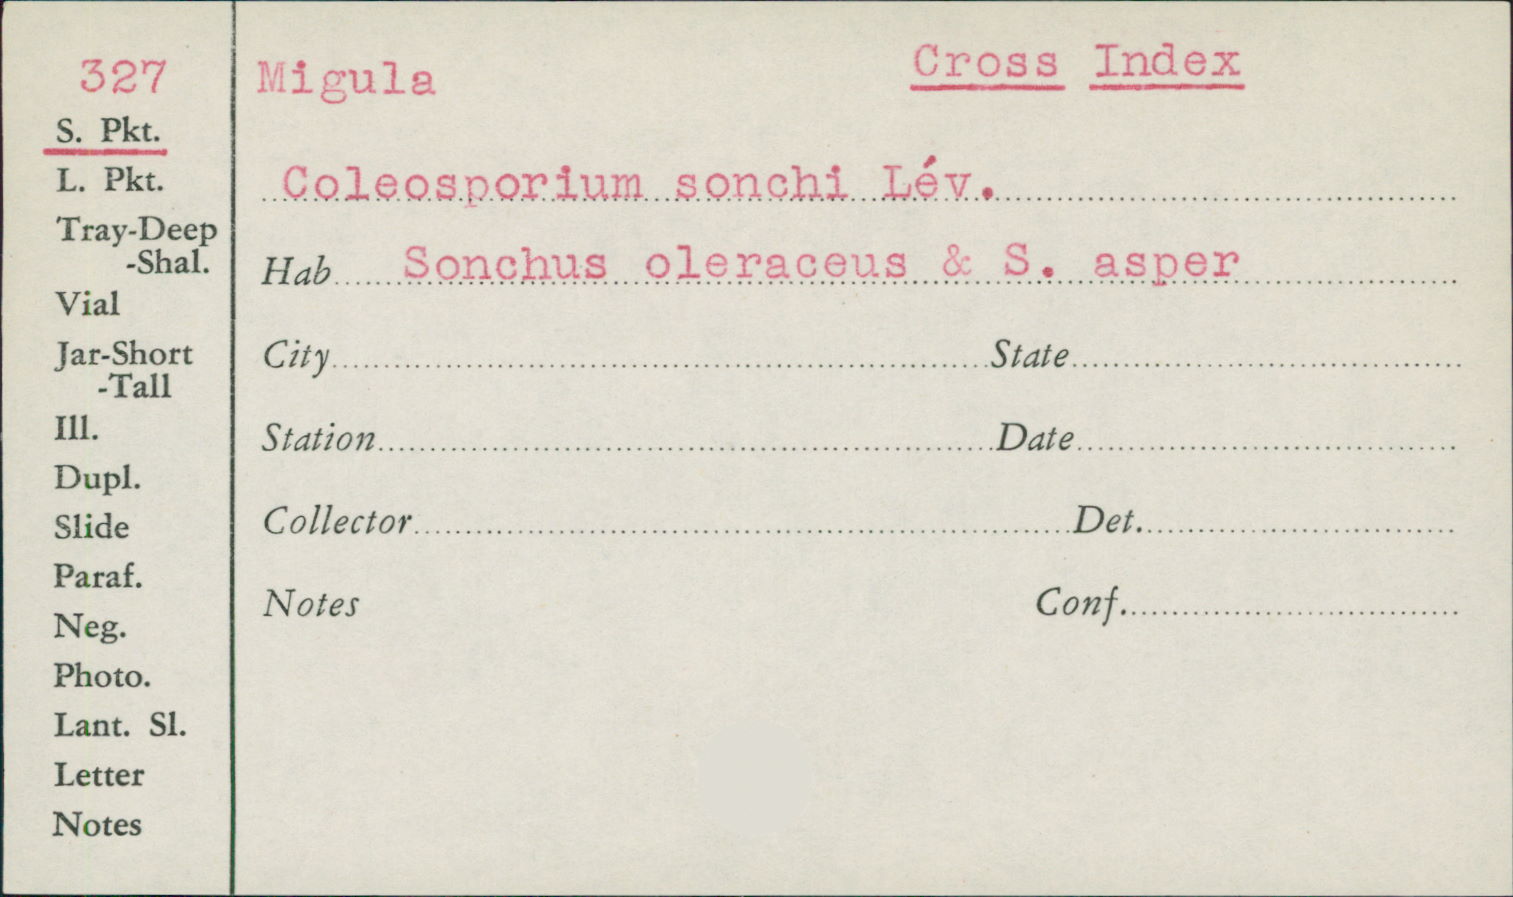 327
Migula
Cross Index
S. Pkt.
L. Pkt.
Tray-Deep
-Shal.
Vial
Jar-Short
-Tall
Ill.
Dupl.
Slide
Paraf.
Neg.
Photo.
Lant. Sl.
Letter
Notes
Coleosporium sonchi Lév.
Hab Sonchus oleraceus & S. asper
City State
Station Date
Collector Det.
Notes Conf.